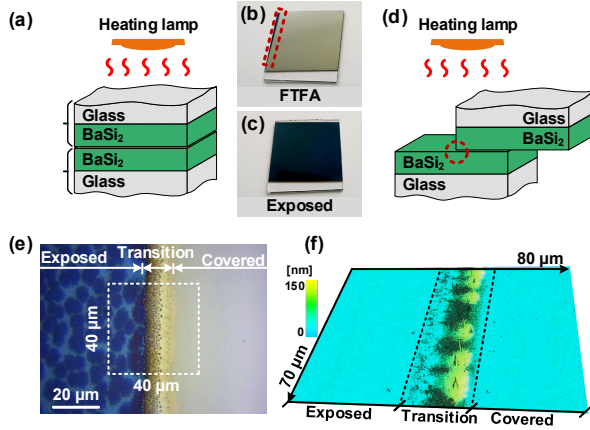 (a)
Heating lamp
Glass
BaSi₂
BaSi₂
Glass
(b)
FTFA
(c)
Exposed
(d)
Heating lamp
Glass
BaSi₂
BaSi₂
Glass
(e)
Exposed Transition Covered
40 µm
40 µm
20 µm
(f)
[nm]
150
0
80 µm
70 µm
Exposed Transition Covered